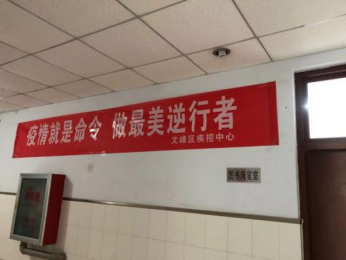 疫情就是命令 做最美逆行者
文峰区疾控中心